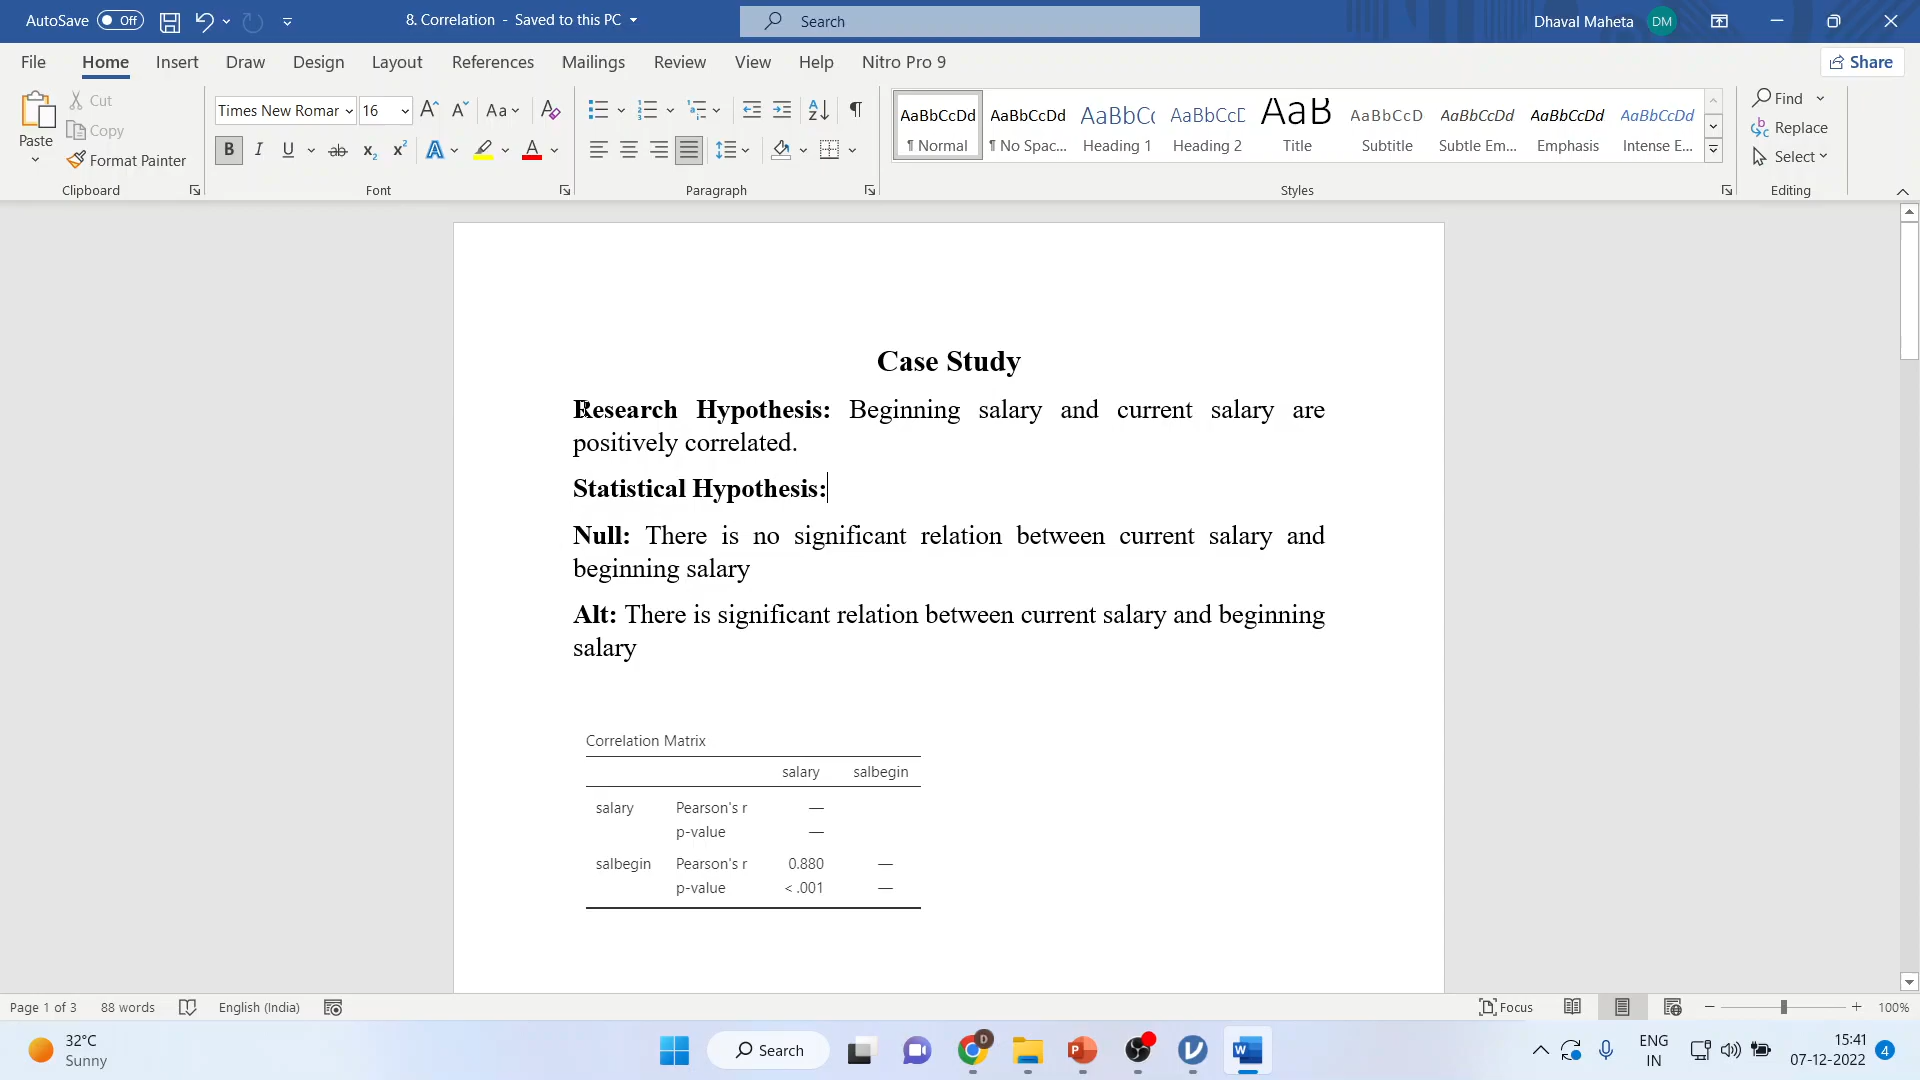 AutoSave Off 8. Correlation - Saved to this PC Search Dhaval Maheta DM
File Home Insert Draw Design Layout References Mailings Review View Help Nitro Pro 9 Share
Paste
Cut
Copy
Format Painter
Clipboard
Times New Romar 16
Font
Paragraph
AaBbCcDd AaBbCcDd AaBbC( AaBbCcD AaB AaBbCcD AaBbCcDd AaBbCcDd AaBbCcDd
¶ Normal ¶ No Spac... Heading 1 Heading 2 Title Subtitle Subtle Em... Emphasis Intense E...
Styles
Find
Replace
Select
Editing
Case Study
Research Hypothesis: Beginning salary and current salary are
positively correlated.
Statistical Hypothesis:
Null: There is no significant relation between current salary and
beginning salary
Alt: There is significant relation between current salary and beginning
salary
Correlation Matrix
salary salbegin
salary Pearson's r —
p-value —
salbegin Pearson's r 0.880 —
p-value < .001 —
Page 1 of 3 88 words English (India) Focus 100%
32°C
Sunny
Search
ENG
IN
15:41
07-12-2022
4